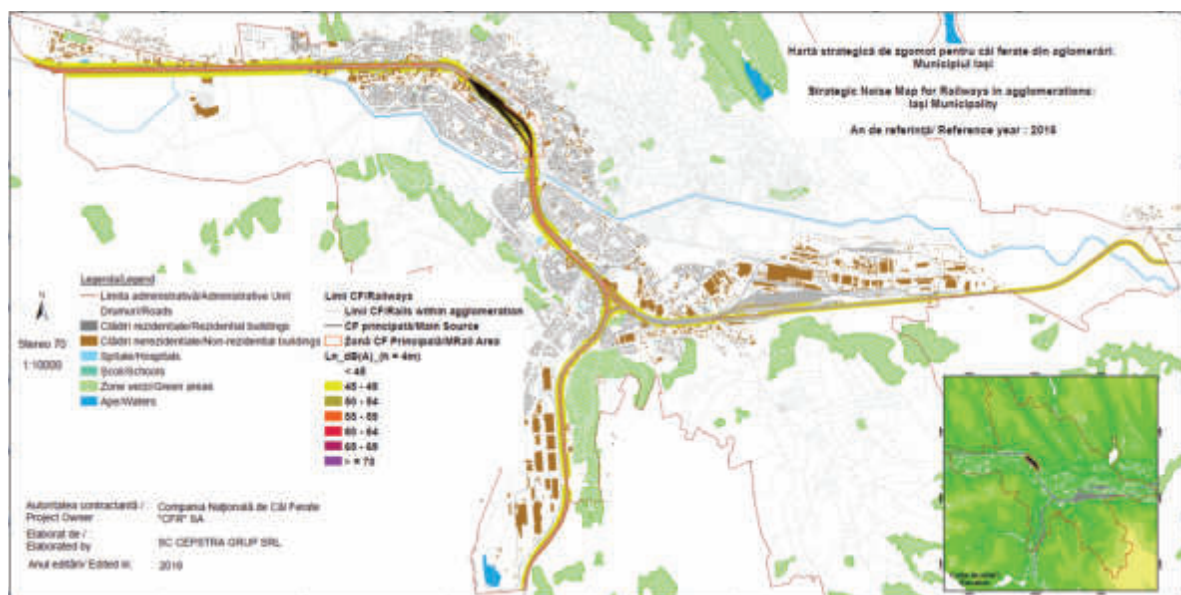 Hartă strategică de zgomot pentru căi ferate din aglomerări:
Municipiul Iași
Strategic Noise Map for Railways in agglomerations:
Iași Municipality
An de referință/ Reference year : 2016
Legenda/Legend
Limita administrativă/Administrative Unit
Drumuri/Roads
Clădiri rezidentiale/Rezidential buildings
Clădiri nerezidentiale/Non-rezidential buildings
Spitale/Hospitals
Școli/Schools
Zone verzi/Green areas
Ape/Waters
Linii CF/Railways
Linii CF/Rails within agglomeration
CF principală/Main Source
Zonă CF Principală/MRail Area
Ln_dB(A)_(h = 4m)
< 45
45 - 49
50 - 54
55 - 59
60 - 64
65 - 69
> = 70
N
Stereo 70
1:10000
Autoritatea contractantă /
Project Owner :
Compania Națională de Căi Ferate
"CFR" SA
Elaborat de /
Elaborated by
SC CEPSTRA GRUP SRL
Anul editării/ Edited in:
2016